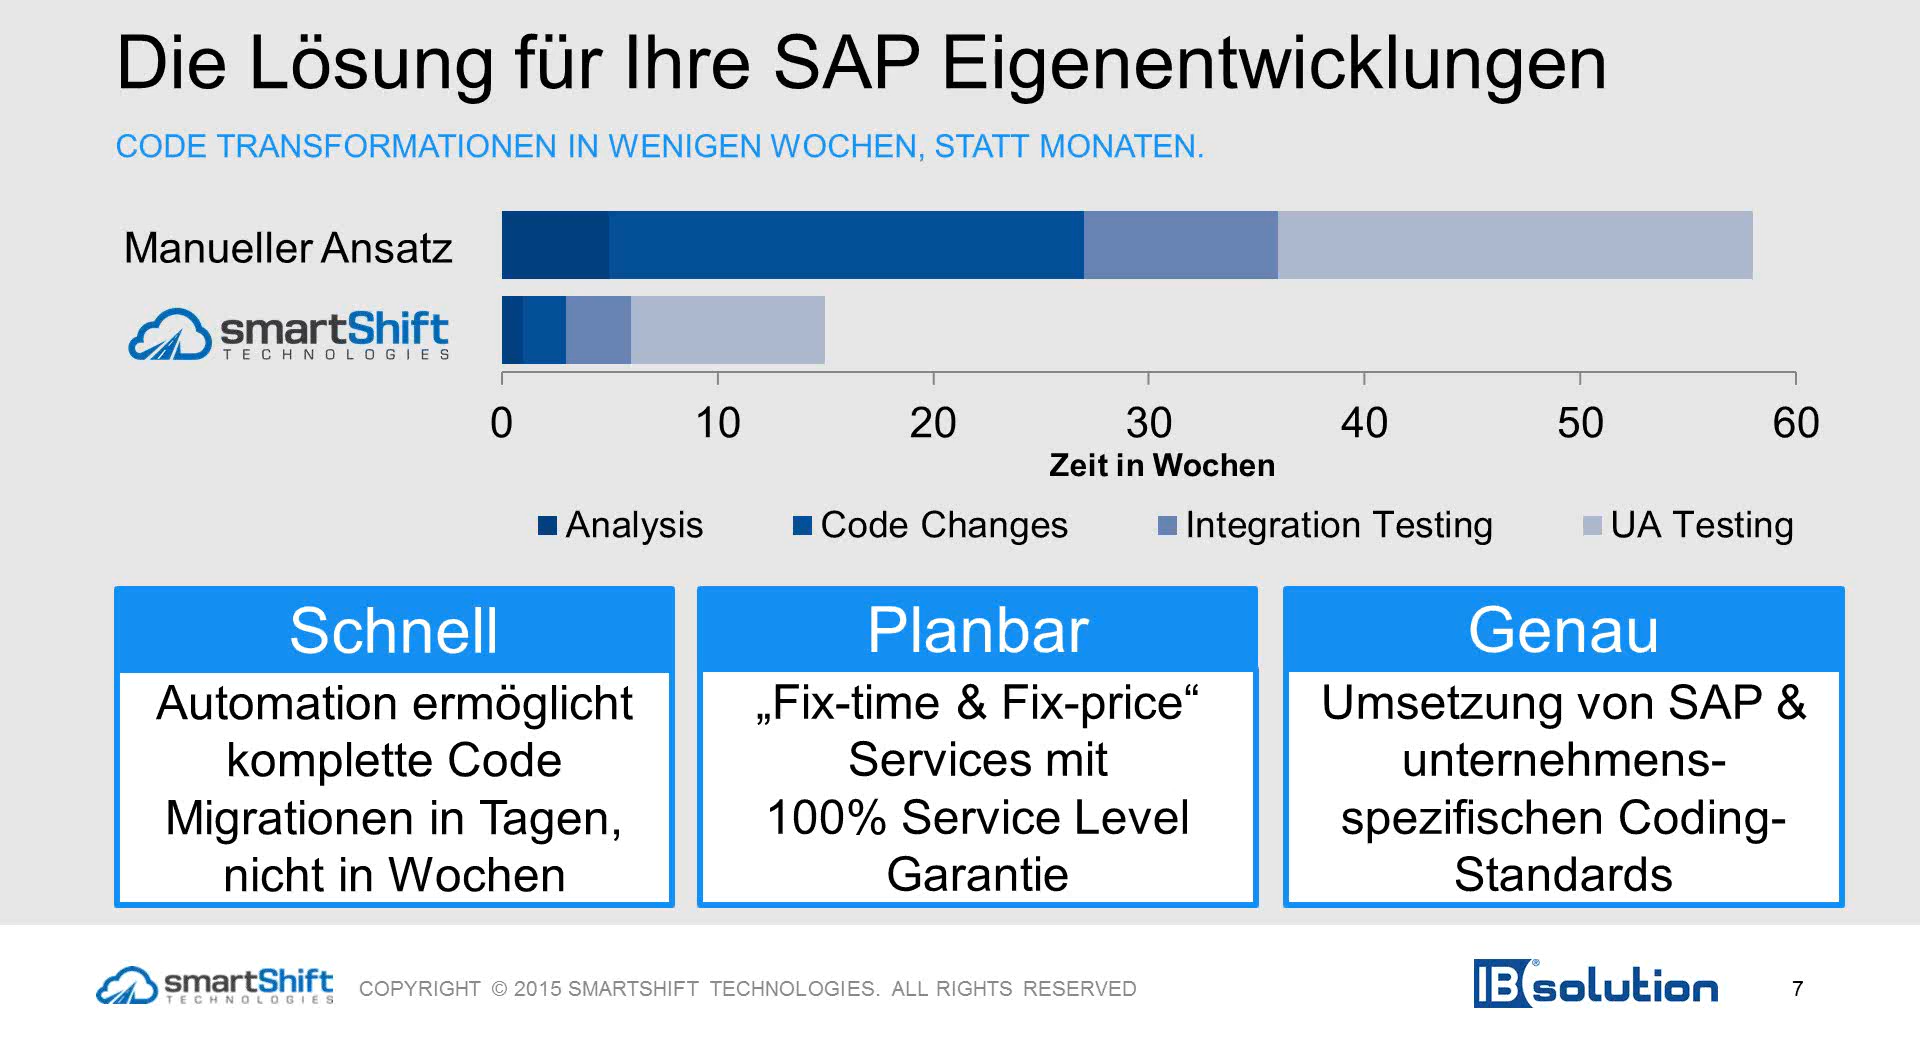 Die Lösung für Ihre SAP Eigenentwicklungen
CODE TRANSFORMATIONEN IN WENIGEN WOCHEN, STATT MONATEN.
Manueller Ansatz
smartShift
TECHNOLOGIES
0 10 20 30 40 50 60
Zeit in Wochen
Analysis Code Changes Integration Testing UA Testing
Schnell
Automation ermöglicht
komplette Code
Migrationen in Tagen,
nicht in Wochen
Planbar
„Fix-time & Fix-price“
Services mit
100% Service Level
Garantie
Genau
Umsetzung von SAP &
unternehmens-
spezifischen Coding-
Standards
smartShift
TECHNOLOGIES
COPYRIGHT © 2015 SMARTSHIFT TECHNOLOGIES. ALL RIGHTS RESERVED
IBsolution®
7